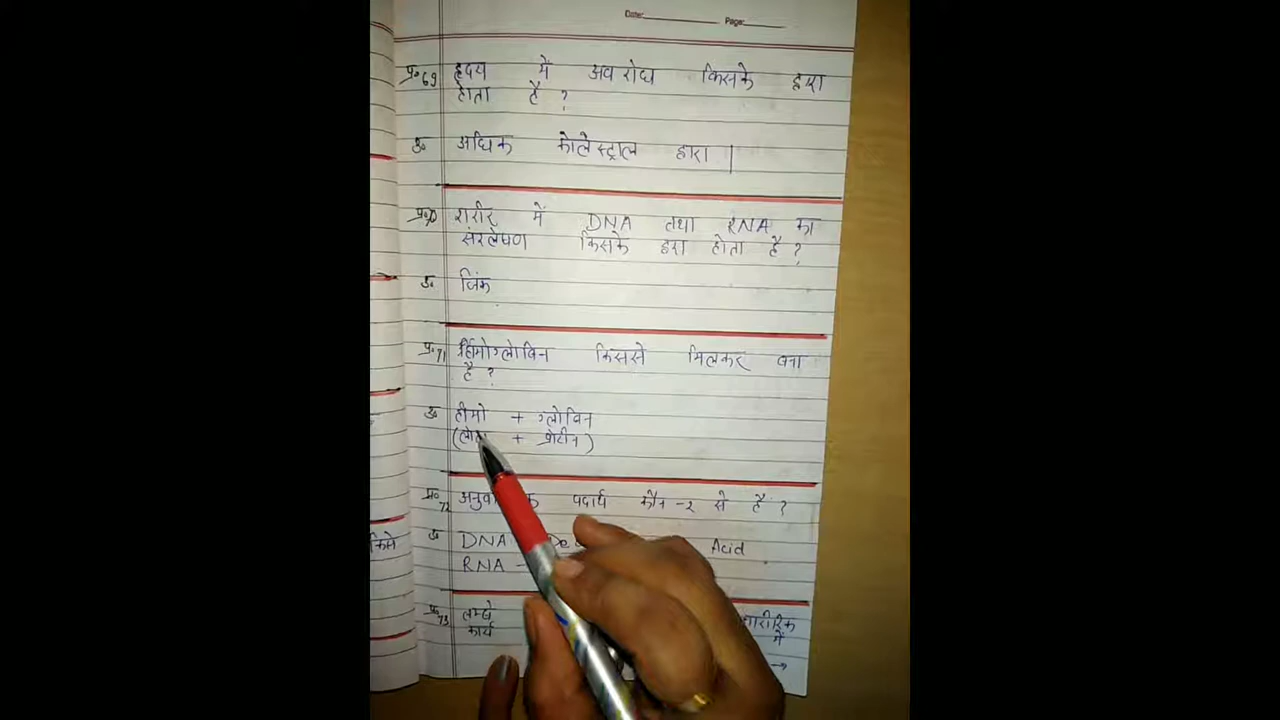 Date: Page:
प्र॰69 हृदय में अवरोध किसके द्वारा
होता है ?
उ॰ अधिक कोलेस्ट्राल द्वारा |
प्र॰70 शरीर में DNA तथा RNA का
संश्लेषण किसके द्वारा होता है ?
उ॰ जिंक
प्र॰71 हीमोग्लोविन किससे मिलकर बना
है ?
उ॰ हीमो + ग्लोविन
( + प्रोटीन )
प्र॰72 पदार्थ कौन -२ से है ?
उ॰ DNA Acid
किसे
RNA -
प्र॰73 लम्बे शारीरिक
कार्य में
→